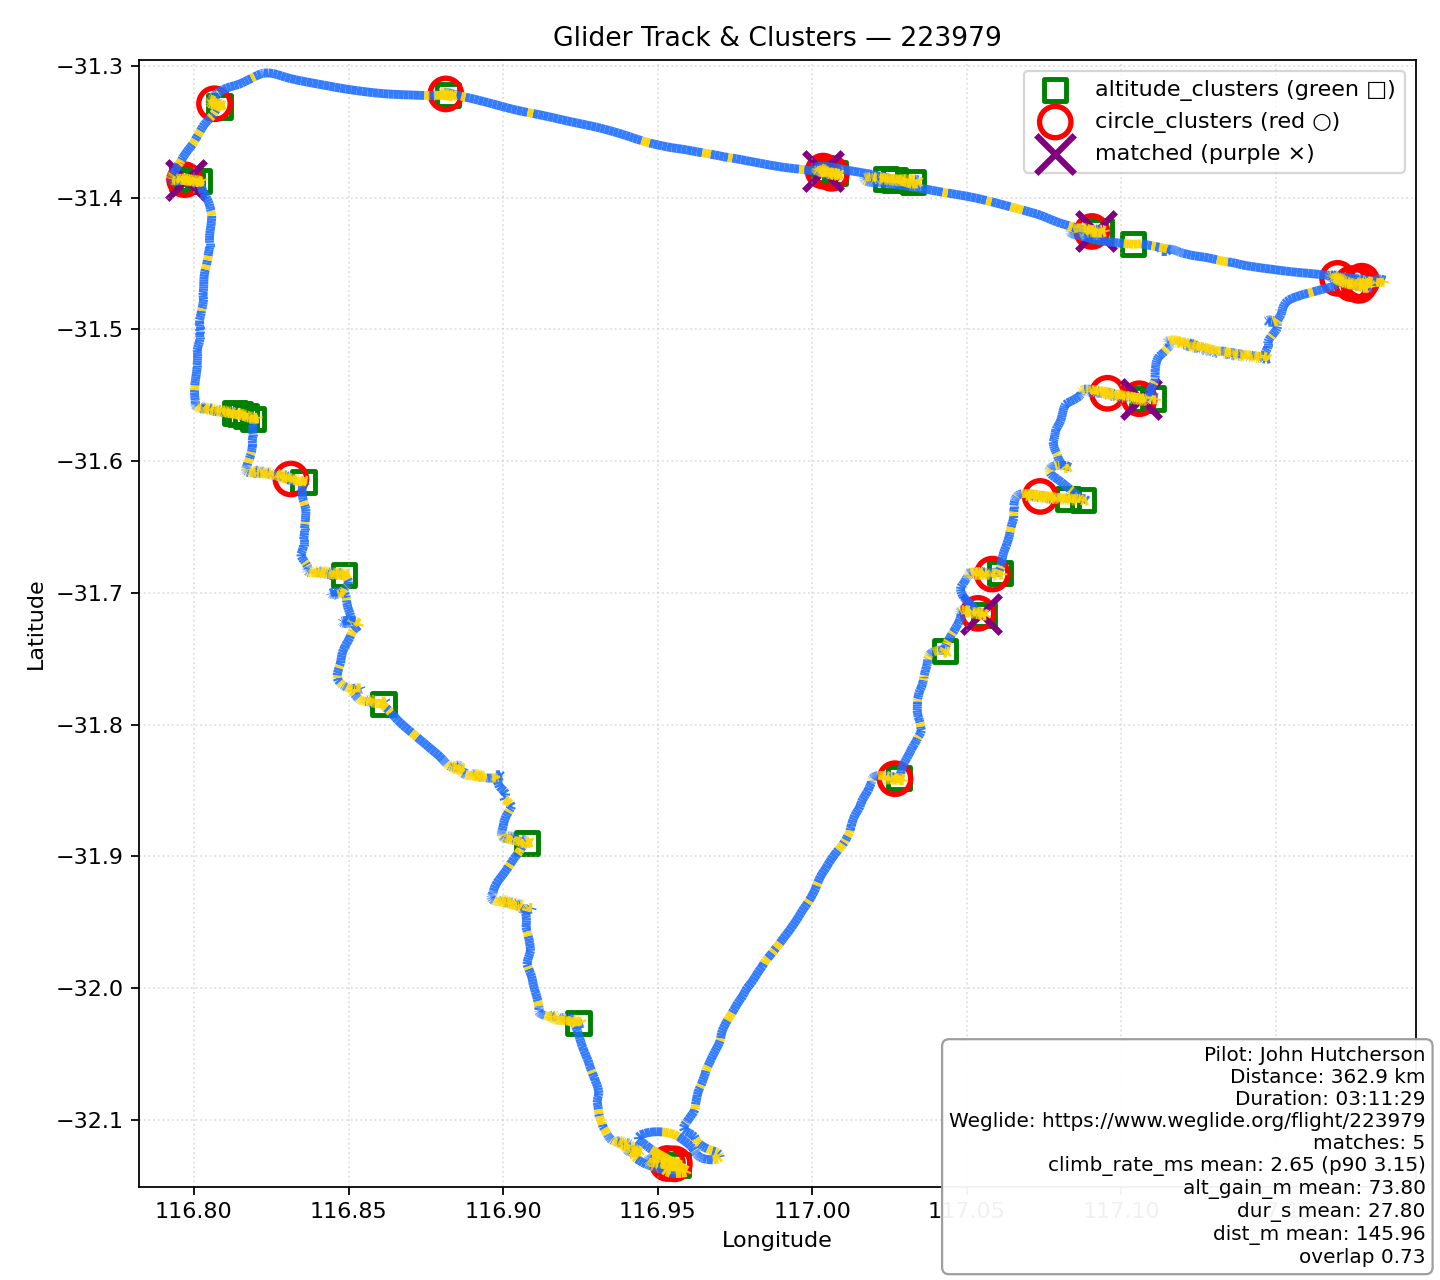 Glider Track & Clusters — 223979
altitude_clusters (green □)
circle_clusters (red ○)
matched (purple ×)
−31.3
−31.4
−31.5
−31.6
−31.7
−31.8
−31.9
−32.0
−32.1
Latitude
116.80 116.85 116.90 116.95 117.00 117.05 117.10
Longitude
Pilot: John Hutcherson
Distance: 362.9 km
Duration: 03:11:29
Weglide: https://www.weglide.org/flight/223979
matches: 5
climb_rate_ms mean: 2.65 (p90 3.15)
alt_gain_m mean: 73.80
dur_s mean: 27.80
dist_m mean: 145.96
overlap 0.73